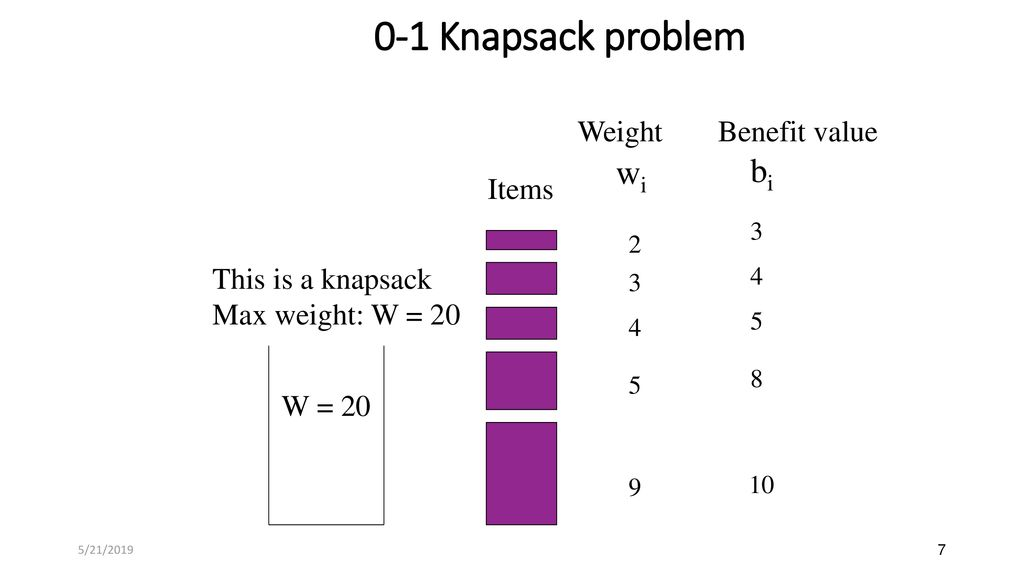 0-1 Knapsack problem
Weight Benefit value
Items wi bi
2 3
This is a knapsack
Max weight: W = 20
3 4
4 5
5 8
W = 20
9 10
5/21/2019 7